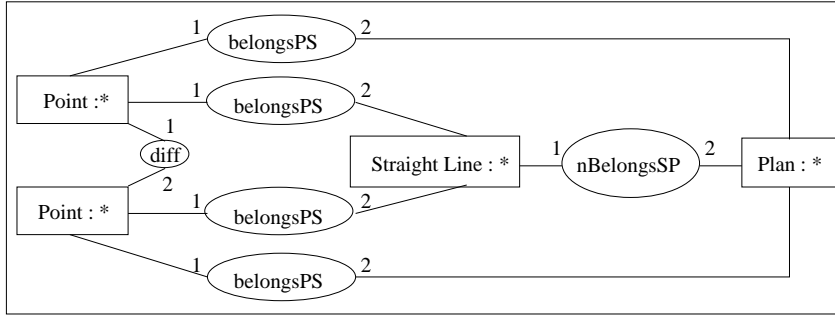 1 belongsPS 2
Point :* 1 belongsPS 2
1
diff
2
Straight Line : * 1 nBelongsSP 2 Plan : *
Point : * 1 belongsPS 2
1 belongsPS 2